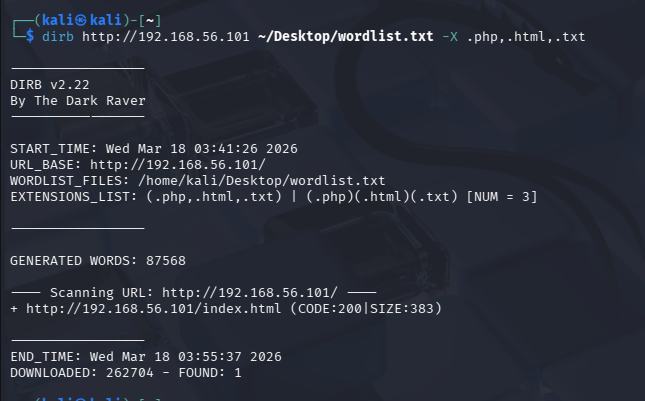 ┌──(kali㉿kali)-[~]
└─$ dirb http://192.168.56.101 ~/Desktop/wordlist.txt -X .php,.html,.txt
-----------------
DIRB v2.22
By The Dark Raver
-----------------
START_TIME: Wed Mar 18 03:41:26 2026
URL_BASE: http://192.168.56.101/
WORDLIST_FILES: /home/kali/Desktop/wordlist.txt
EXTENSIONS_LIST: (.php,.html,.txt) | (.php)(.html)(.txt) [NUM = 3]
-----------------
GENERATED WORDS: 87568
---- Scanning URL: http://192.168.56.101/ ----
+ http://192.168.56.101/index.html (CODE:200|SIZE:383)
-----------------
END_TIME: Wed Mar 18 03:55:37 2026
DOWNLOADED: 262704 - FOUND: 1